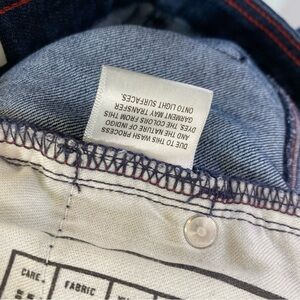 DUE TO THIS WASH PROCESS
AND THE NATURE OF INDIGO
DYES THE COLORS FROM THIS
GARMENT MAY TRANSFER
ONTO LIGHT SURFACES.
CARE
FABRIC